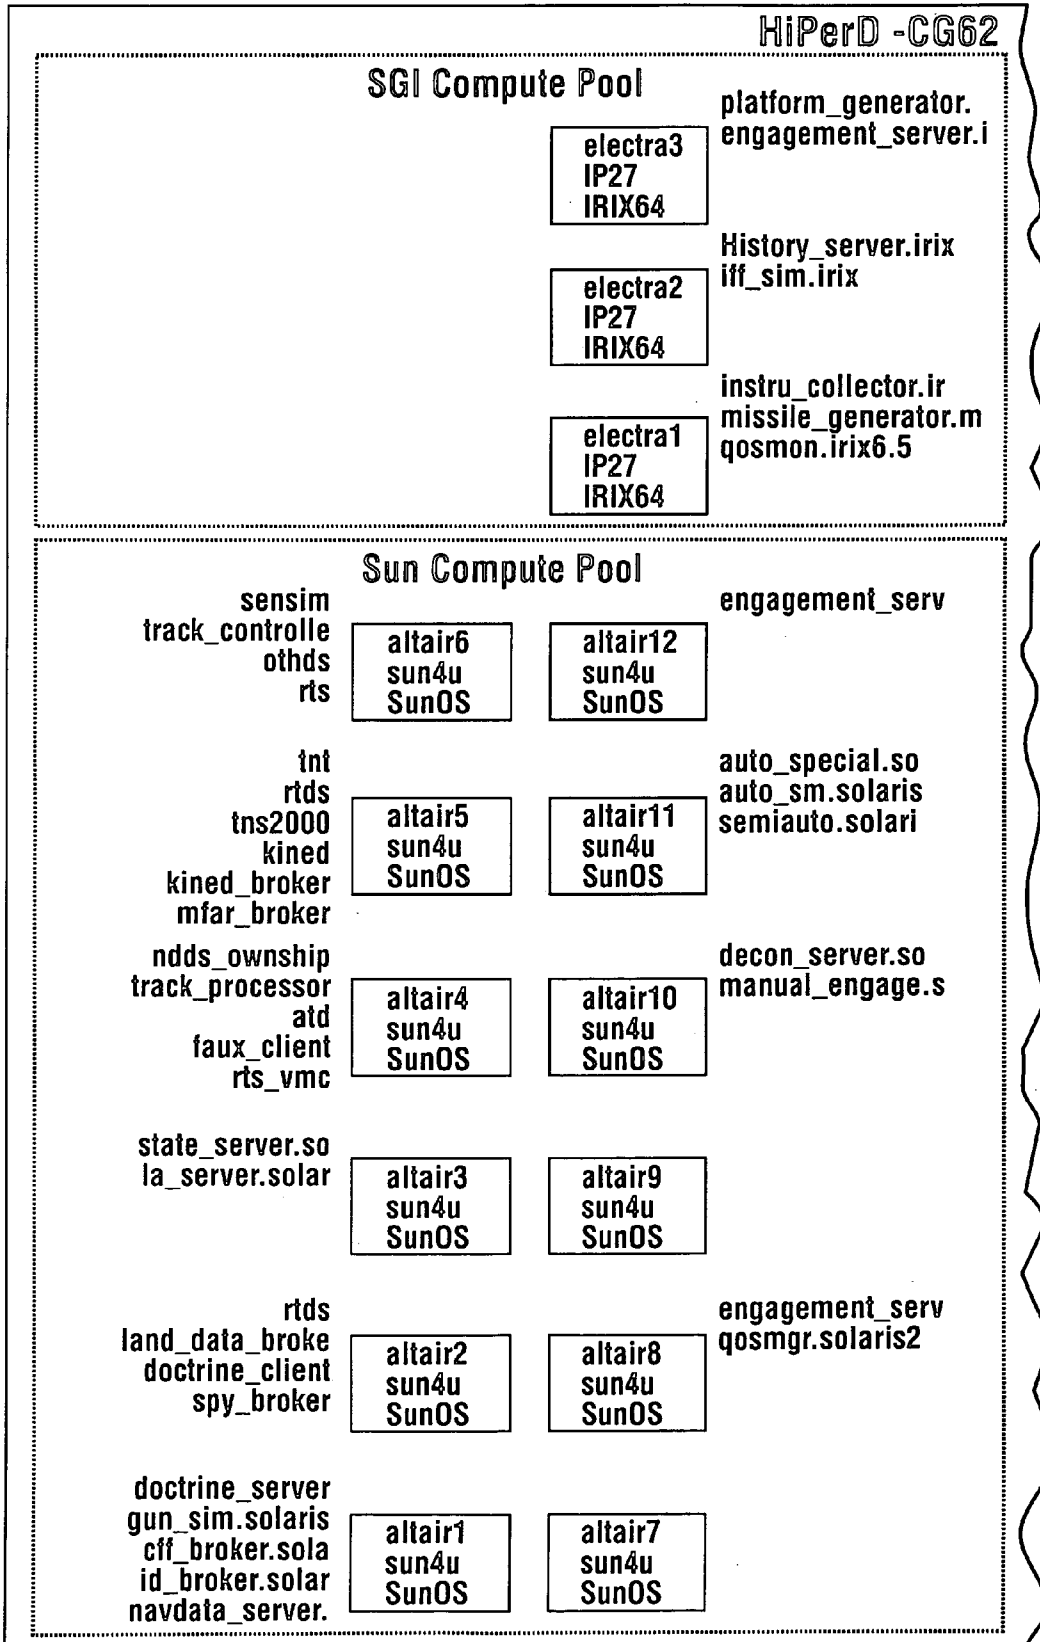 HiPerD -CG62
SGI Compute Pool
platform_generator.
engagement_server.i
electra3
IP27
IRIX64
History_server.irix
iff_sim.irix
electra2
IP27
IRIX64
instru_collector.ir
missile_generator.m
qosmon.irix6.5
electra1
IP27
IRIX64
Sun Compute Pool
sensim
track_controlle
othds
rts
altair6
sun4u
SunOS
altair12
sun4u
SunOS
engagement_serv
tnt
rtds
tns2000
kined
kined_broker
mfar_broker
altair5
sun4u
SunOS
altair11
sun4u
SunOS
auto_special.so
auto_sm.solaris
semiauto.solari
ndds_ownship
track_processor
atd
faux_client
rts_vmc
altair4
sun4u
SunOS
altair10
sun4u
SunOS
decon_server.so
manual_engage.s
state_server.so
la_server.solar
altair3
sun4u
SunOS
altair9
sun4u
SunOS
rtds
land_data_broke
doctrine_client
spy_broker
altair2
sun4u
SunOS
altair8
sun4u
SunOS
engagement_serv
qosmgr.solaris2
doctrine_server
gun_sim.solaris
cff_broker.sola
id_broker.solar
navdata_server.
altair1
sun4u
SunOS
altair7
sun4u
SunOS